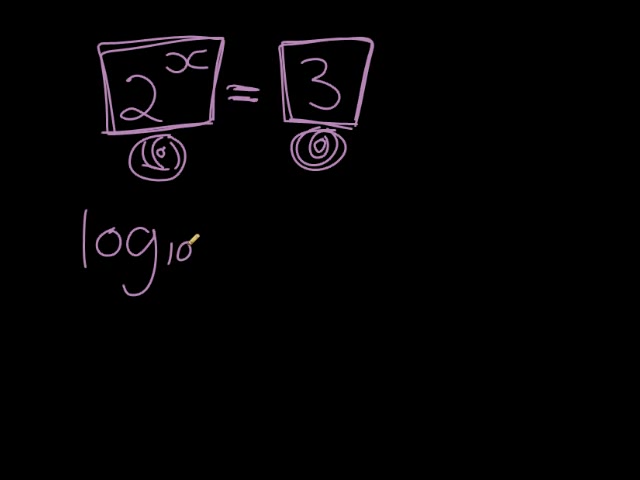 2^x = 3
log₁₀